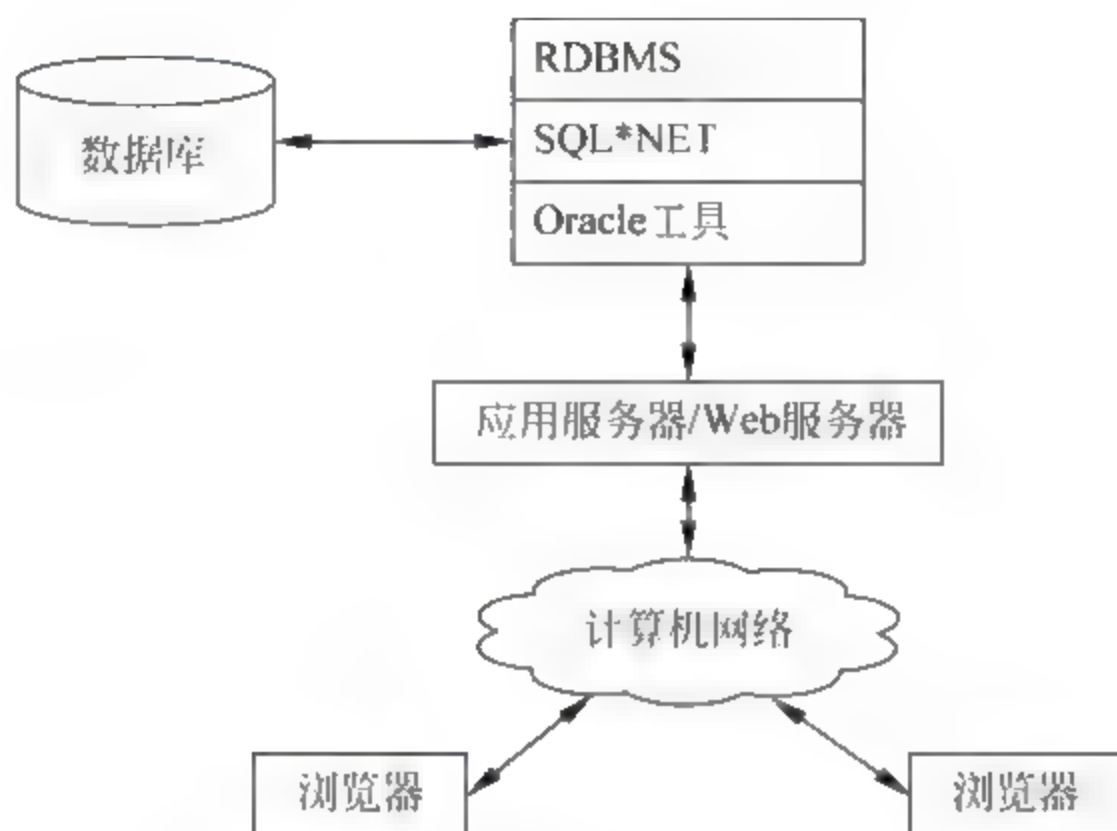 RDBMS
数据库
SQL*NET
Oracle工具
应用服务器/Web服务器
计算机网络
浏览器
浏览器